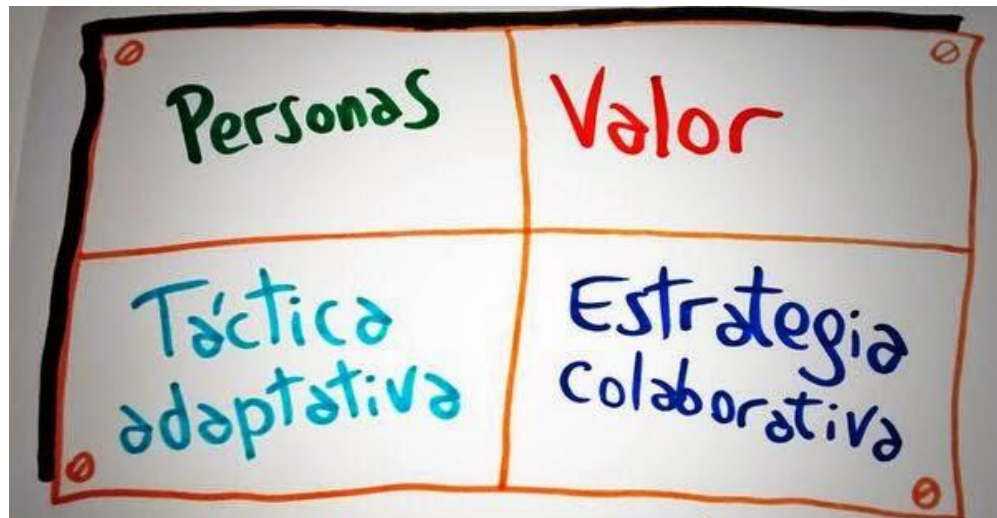 Personas
Valor
Táctica
adaptativa
Estrategia
colaborativa